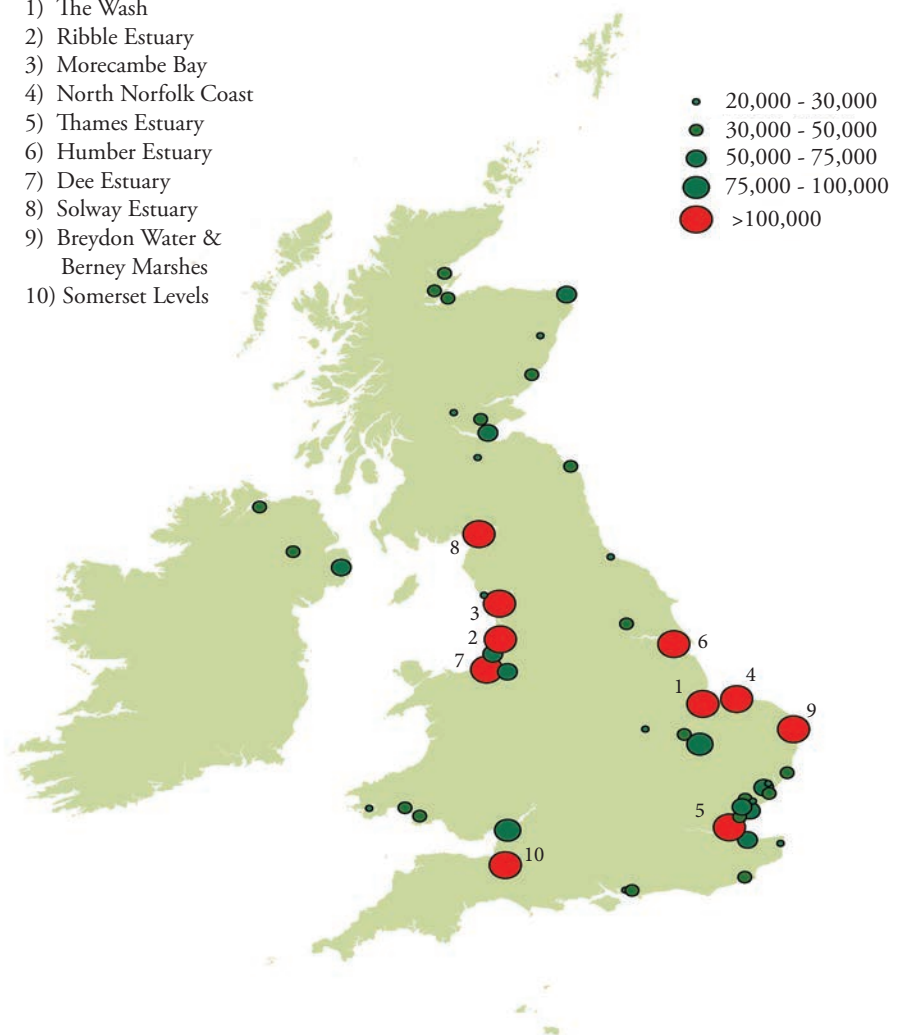 1) The Wash
2) Ribble Estuary
3) Morecambe Bay
4) North Norfolk Coast
5) Thames Estuary
6) Humber Estuary
7) Dee Estuary
8) Solway Estuary
9) Breydon Water &
Berney Marshes
10) Somerset Levels
20,000 - 30,000
30,000 - 50,000
50,000 - 75,000
75,000 - 100,000
>100,000
8
3
2
7
6
4
1
9
5
10